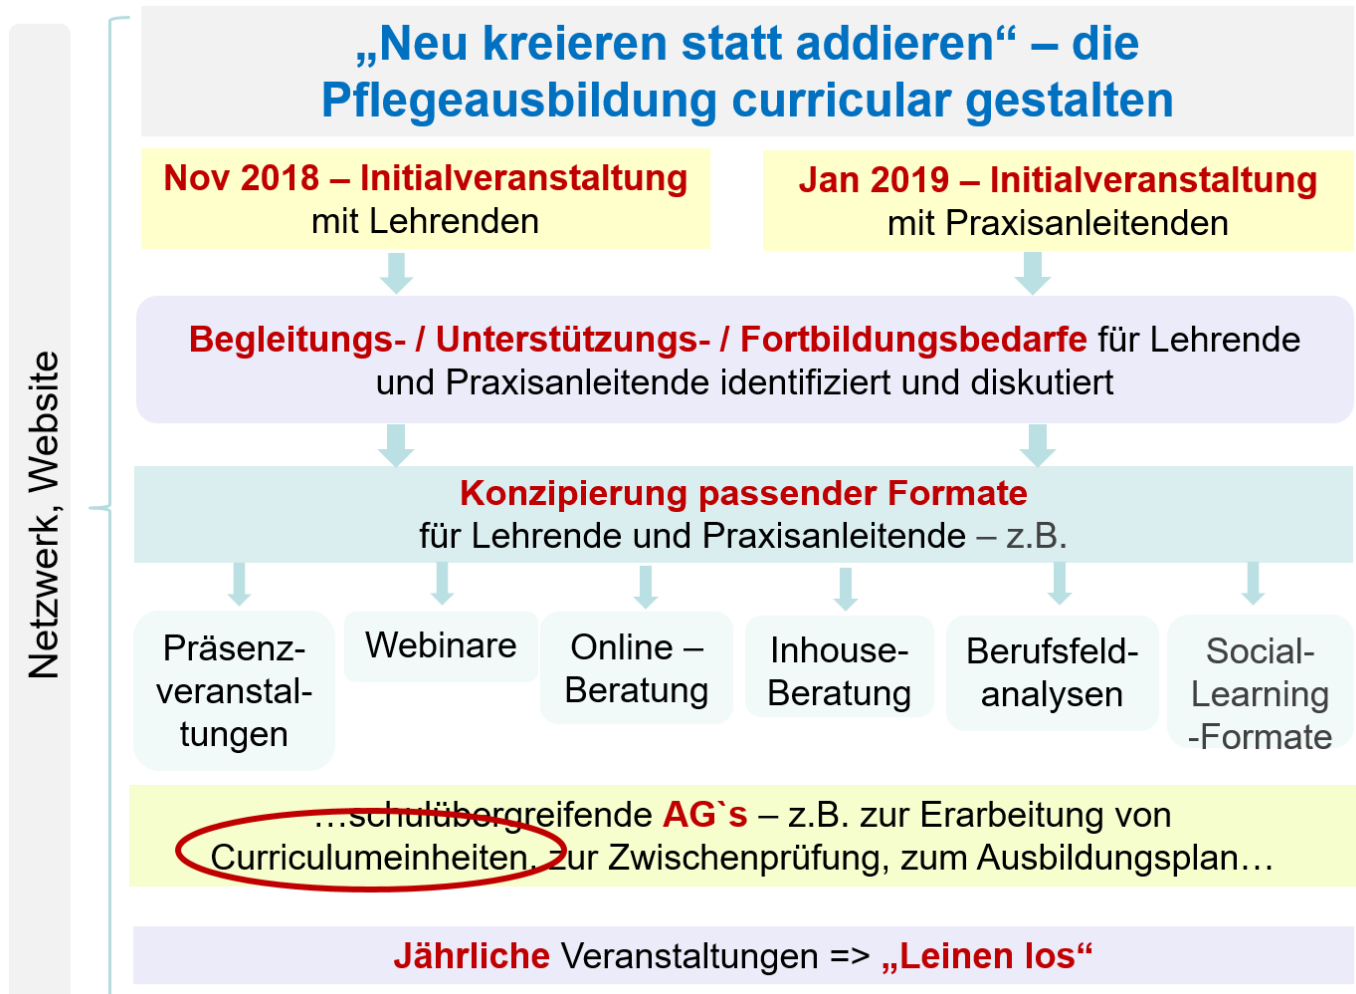 Netzwerk, Website
„Neu kreieren statt addieren“ – die
Pflegeausbildung curricular gestalten
Nov 2018 – Initialveranstaltung
mit Lehrenden
Jan 2019 – Initialveranstaltung
mit Praxisanleitenden
Begleitungs- / Unterstützungs- / Fortbildungsbedarfe für Lehrende
und Praxisanleitende identifiziert und diskutiert
Konzipierung passender Formate
für Lehrende und Praxisanleitende – z.B.
Präsenz-
veranstal-
tungen
Webinare
Online –
Beratung
Inhouse-
Beratung
Berufsfeld-
analysen
Social-
Learning
-Formate
…schulübergreifende AG`s – z.B. zur Erarbeitung von
Curriculumeinheiten, zur Zwischenprüfung, zum Ausbildungsplan…
Jährliche Veranstaltungen => „Leinen los“